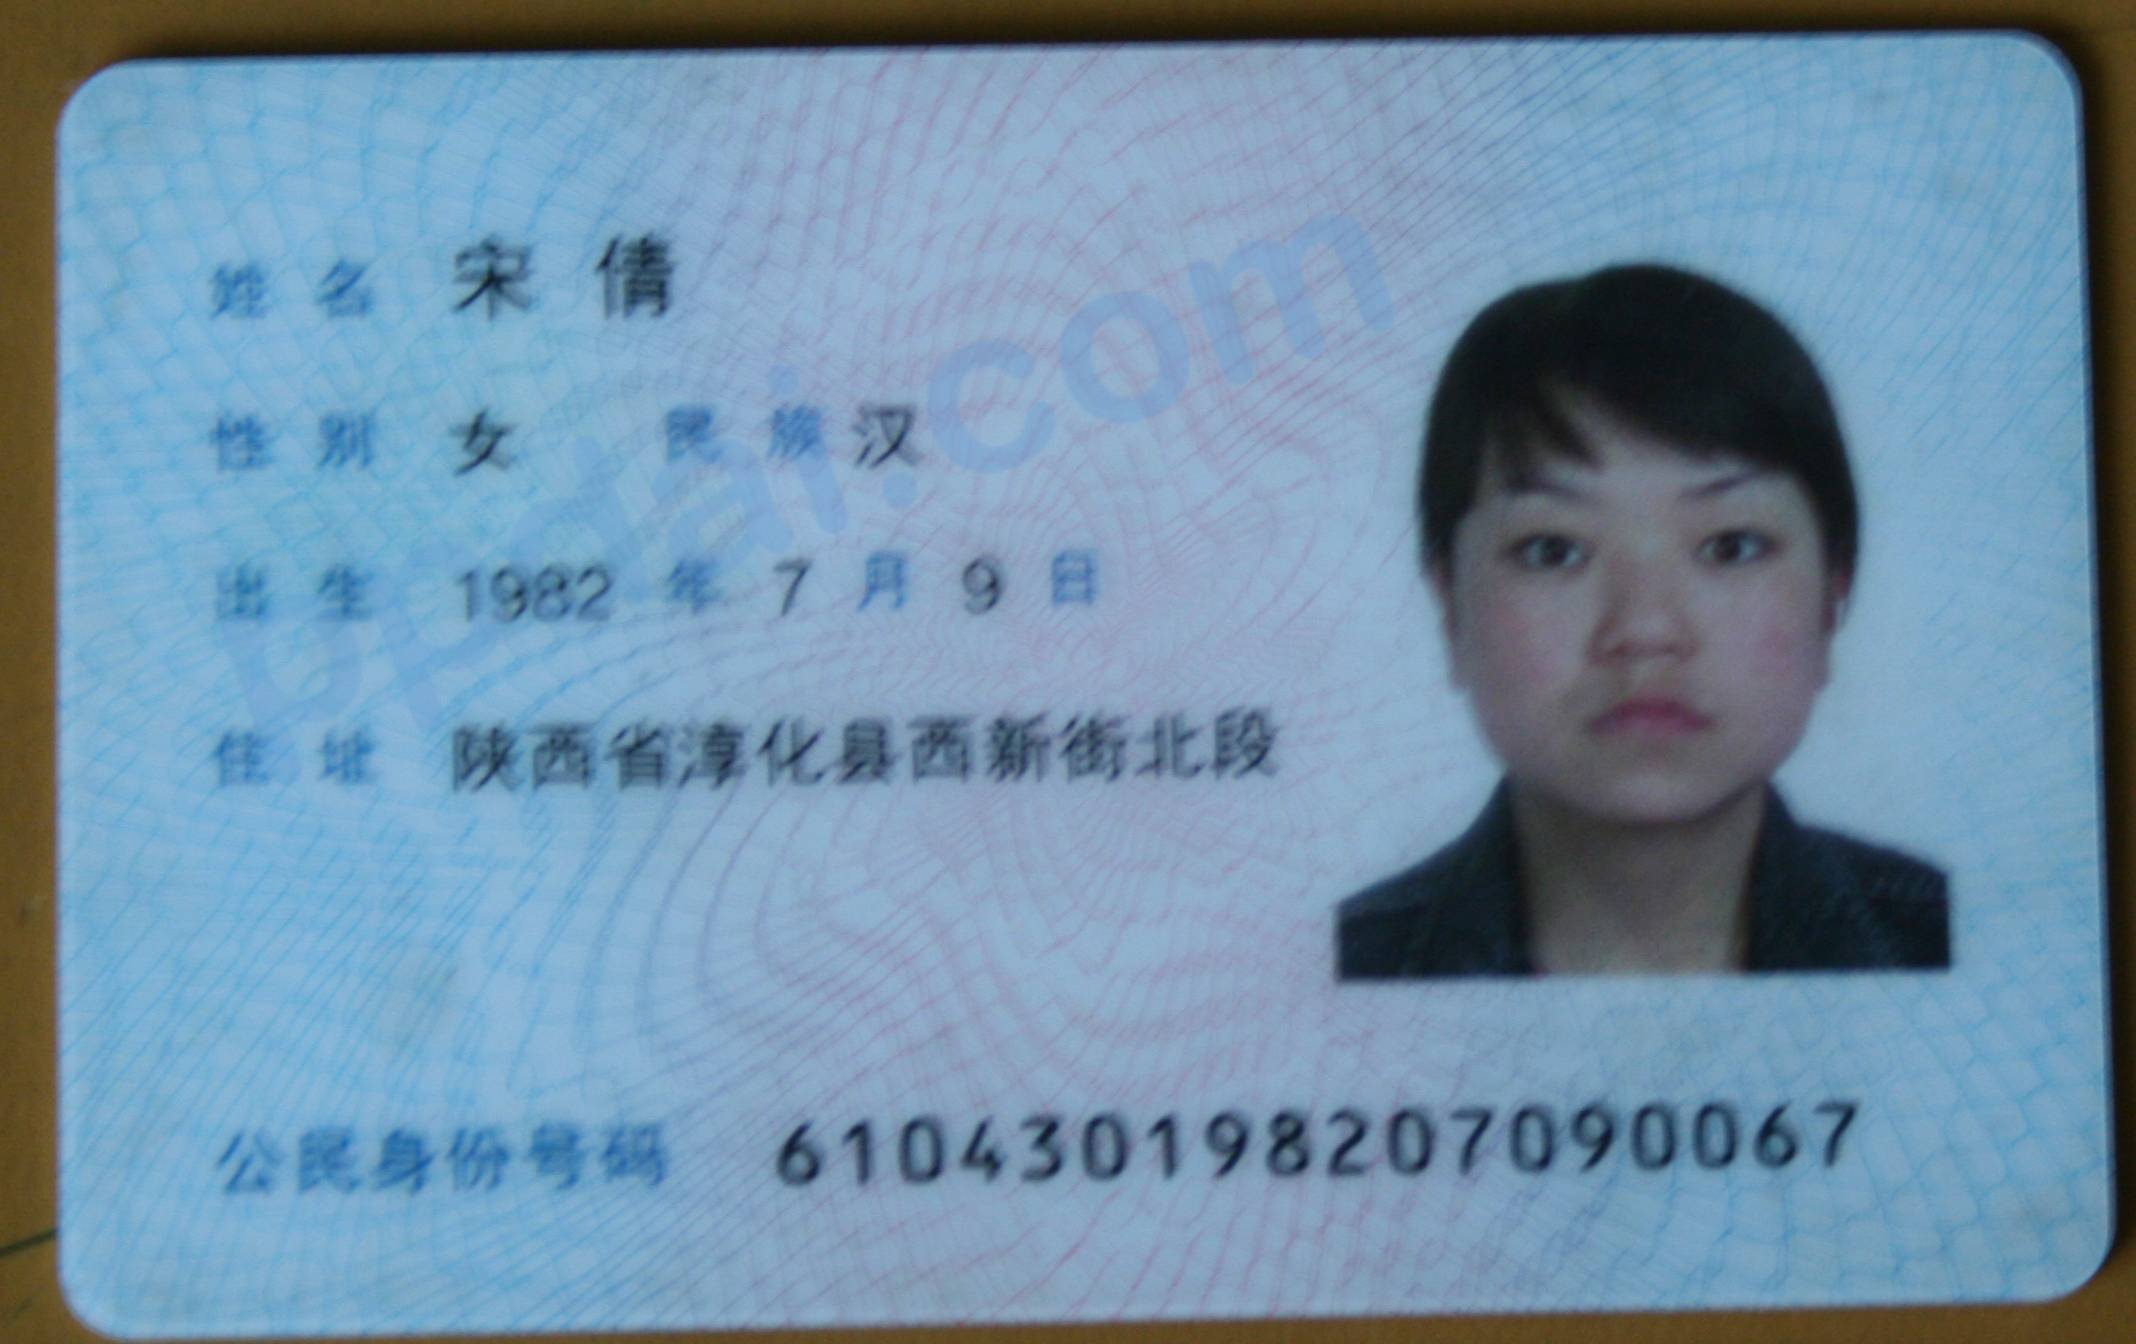 姓名 宋倩
性别 女 民族 汉
出生 1982 年 7 月 9 日
住址 陕西省淳化县西新街北段
公民身份号码 610430198207090067
ppdai.com